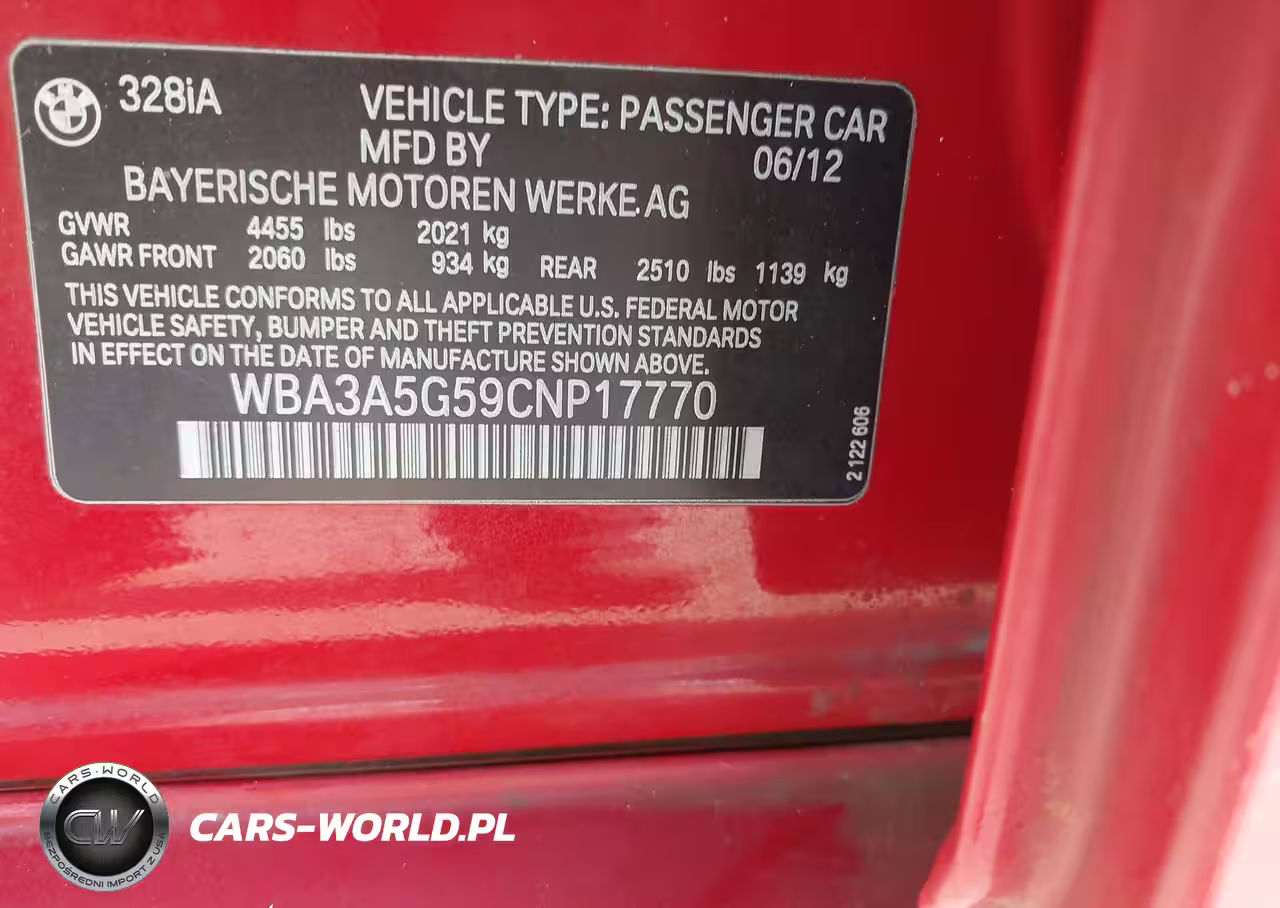 328iA
VEHICLE TYPE: PASSENGER CAR
MFD BY 06/12
BAYERISCHE MOTOREN WERKE AG
GVWR 4455 lbs 2021 kg
GAWR FRONT 2060 lbs 934 kg REAR 2510 lbs 1139 kg
THIS VEHICLE CONFORMS TO ALL APPLICABLE U.S. FEDERAL MOTOR
VEHICLE SAFETY, BUMPER AND THEFT PREVENTION STANDARDS
IN EFFECT ON THE DATE OF MANUFACTURE SHOWN ABOVE.
WBA3A5G59CNP17770
2 122 606
CARS-WORLD
CW
BEZPOŚREDNI IMPORT Z USA
CARS-WORLD.PL